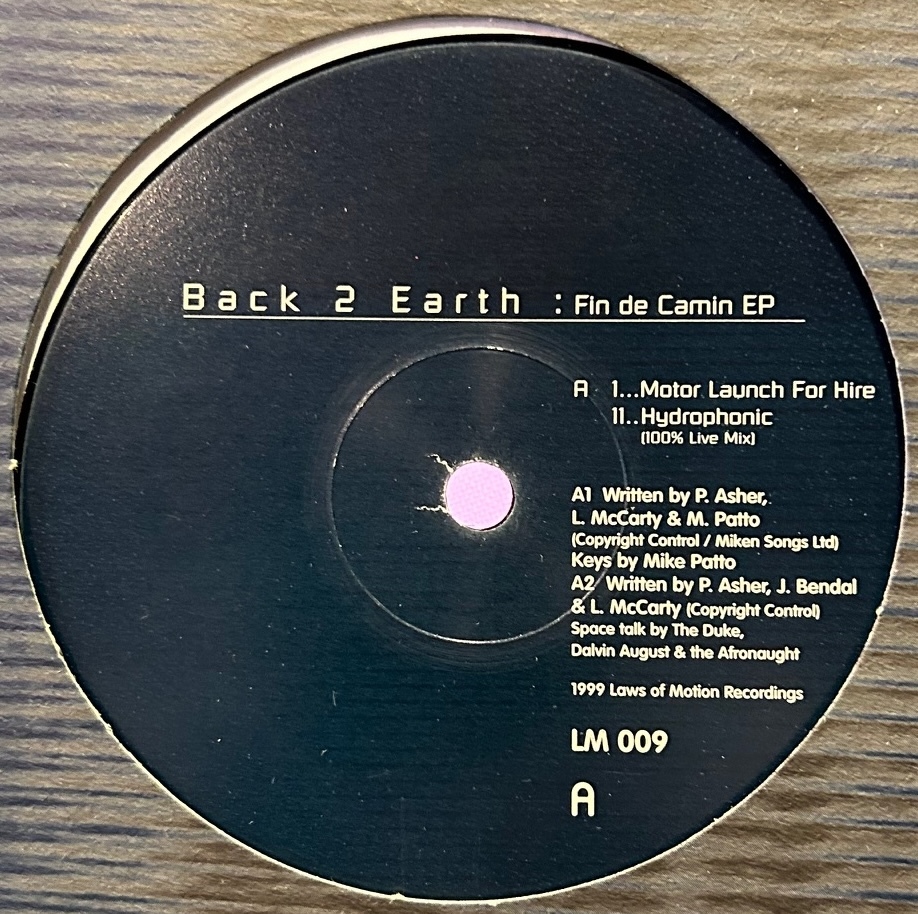 Back 2 Earth : Fin de Camin EP
A 1...Motor Launch For Hire
11..Hydrophonic
(100% Live Mix)
A1 Written by P. Asher,
L. McCarty & M. Patto
(Copyright Control / Miken Songs Ltd)
Keys by Mike Patto
A2 Written by P. Asher, J. Bendal
& L. McCarty (Copyright Control)
Space talk by The Duke,
Dalvin August & the Afronaught
1999 Laws of Motion Recordings
LM 009
A